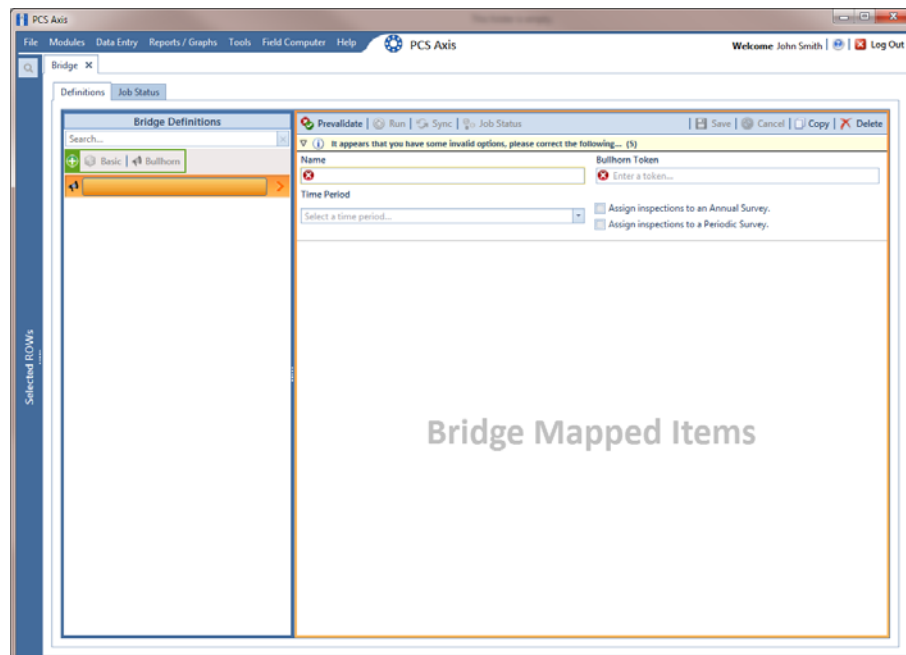 PCS Axis
File Modules Data Entry Reports / Graphs Tools Field Computer Help PCS Axis Welcome John Smith | Log Out
Bridge
Definitions Job Status
Bridge Definitions
Search...
Basic | Bullhorn
Prevalidate | Run | Sync | Job Status | Save | Cancel | Copy | Delete
It appears that you have some invalid options, please correct the following... (5)
Name Bullhorn Token
Enter a token...
Time Period
Select a time period...
Assign inspections to an Annual Survey.
Assign inspections to a Periodic Survey.
Selected ROWs
Bridge Mapped Items